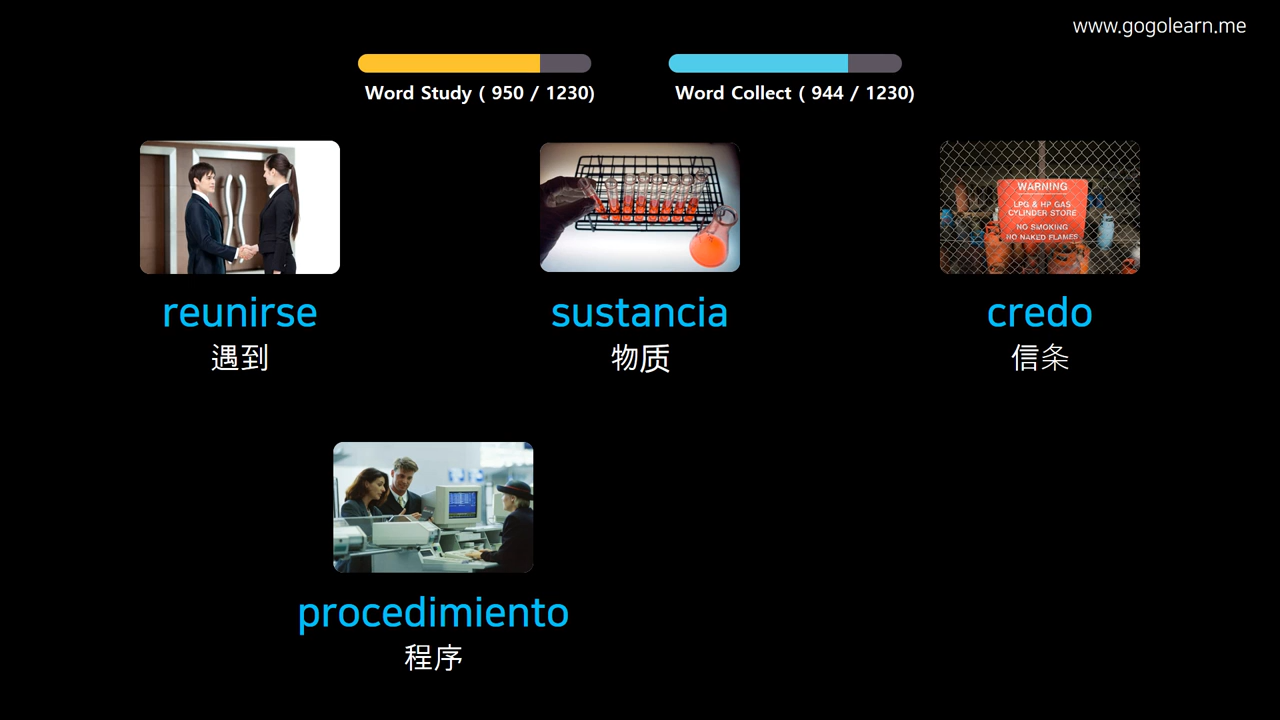 www.gogolearn.me
Word Study ( 950 / 1230)
Word Collect ( 944 / 1230)
WARNING
LPG & HP GAS
CYLINDER STORE
NO SMOKING
NO NAKED FLAMES
reunirse
遇到
sustancia
物质
credo
信条
procedimiento
程序